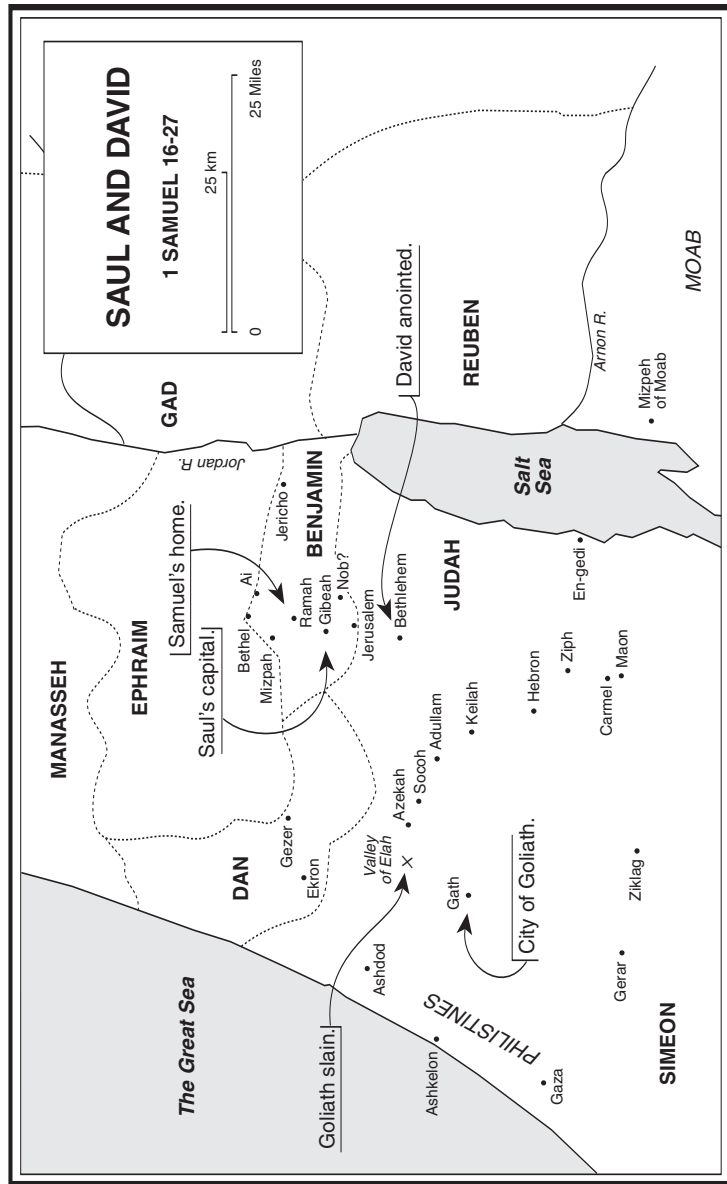 SAUL AND DAVID
1 SAMUEL 16-27
25 km
0
25 Miles
MANASSEH
EPHRAIM
GAD
Jordan R.
Samuel's home.
Saul's capital.
Bethel
Ai
Mizpah
Jericho
BENJAMIN
Ramah
Gibeah
Nob?
Jerusalem
Bethlehem
David anointed.
REUBEN
DAN
Gezer
Ekron
The Great Sea
Goliath slain.
Valley
of Elah
×
Azekah
Socoh
Adullam
Keilah
JUDAH
Salt
Sea
Arnon R.
MOAB
Mizpeh
of Moab
En-gedi
Hebron
Ziph
Carmel
Maon
Ashdod
Ashkelon
Gath
City of Goliath.
PHILISTINES
Gaza
Gerar
Ziklag
SIMEON